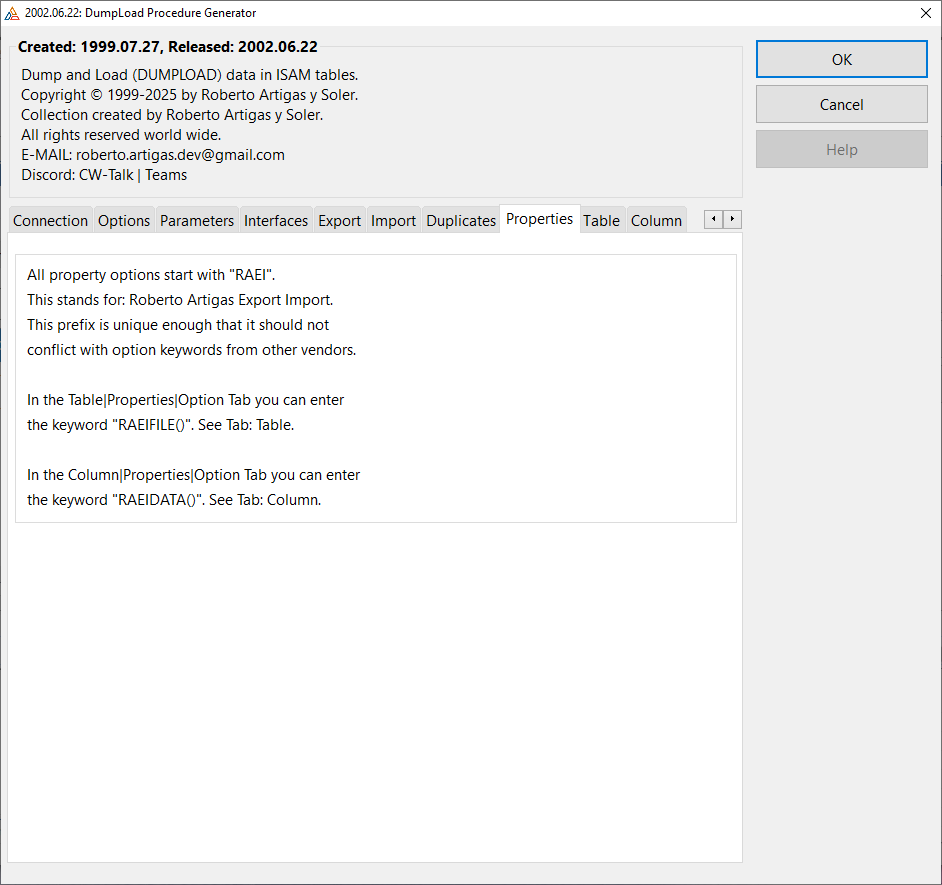 2002.06.22: DumpLoad Procedure Generator
Created: 1999.07.27, Released: 2002.06.22
Dump and Load (DUMPLOAD) data in ISAM tables.
Copyright © 1999-2025 by Roberto Artigas y Soler.
Collection created by Roberto Artigas y Soler.
All rights reserved world wide.
E-MAIL: roberto.artigas.dev@gmail.com
Discord: CW-Talk | Teams
OK
Cancel
Help
Connection Options Parameters Interfaces Export Import Duplicates Properties Table Column
All property options start with "RAEI".
This stands for: Roberto Artigas Export Import.
This prefix is unique enough that it should not
conflict with option keywords from other vendors.
In the Table|Properties|Option Tab you can enter
the keyword "RAEIFILE()". See Tab: Table.
In the Column|Properties|Option Tab you can enter
the keyword "RAEIDATA()". See Tab: Column.